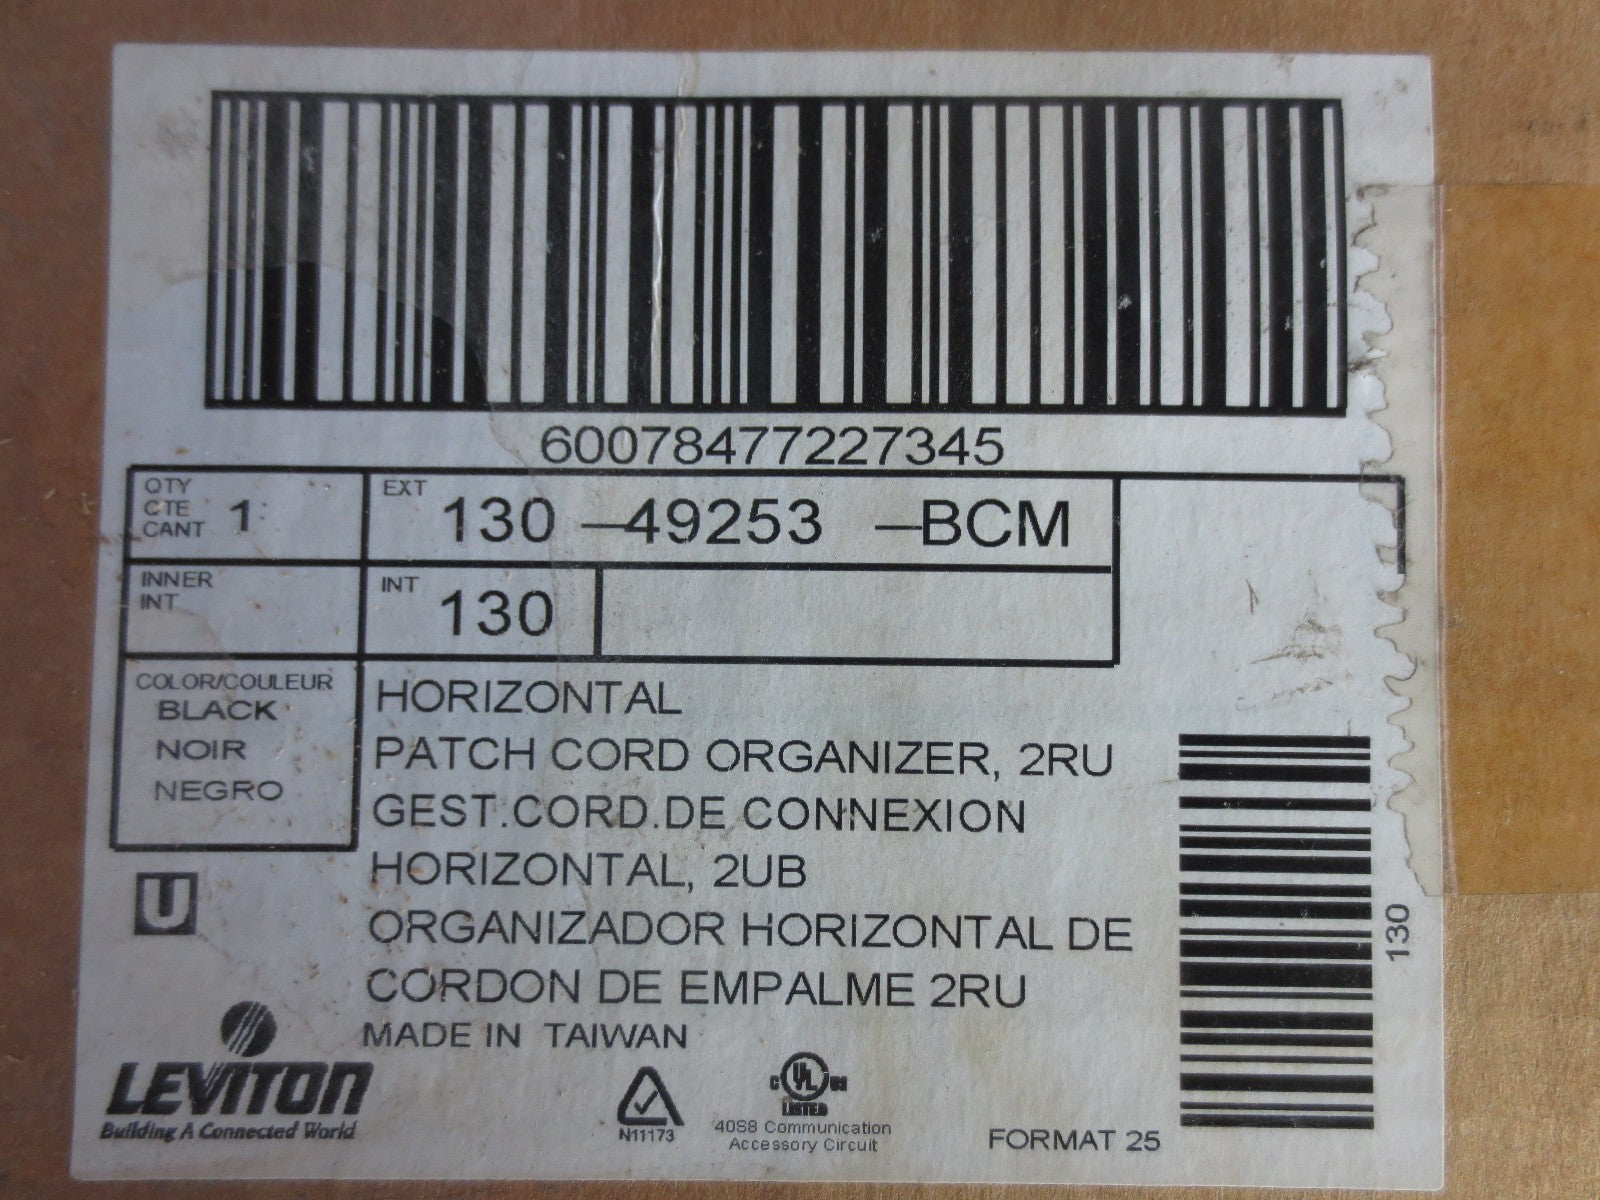 60078477227345
QTY
CTE
CANT 1
EXT 130 -49253 -BCM
INNER
INT
INT 130
COLOR/COULEUR
BLACK
NOIR
NEGRO
HORIZONTAL
PATCH CORD ORGANIZER, 2RU
GEST.CORD.DE CONNEXION
HORIZONTAL, 2UB
ORGANIZADOR HORIZONTAL DE
CORDON DE EMPALME 2RU
MADE IN TAIWAN
130
U
LEVITON
Building A Connected World
N11173
C UL US
LISTED
40S8 Communication
Accessory Circuit
FORMAT 25